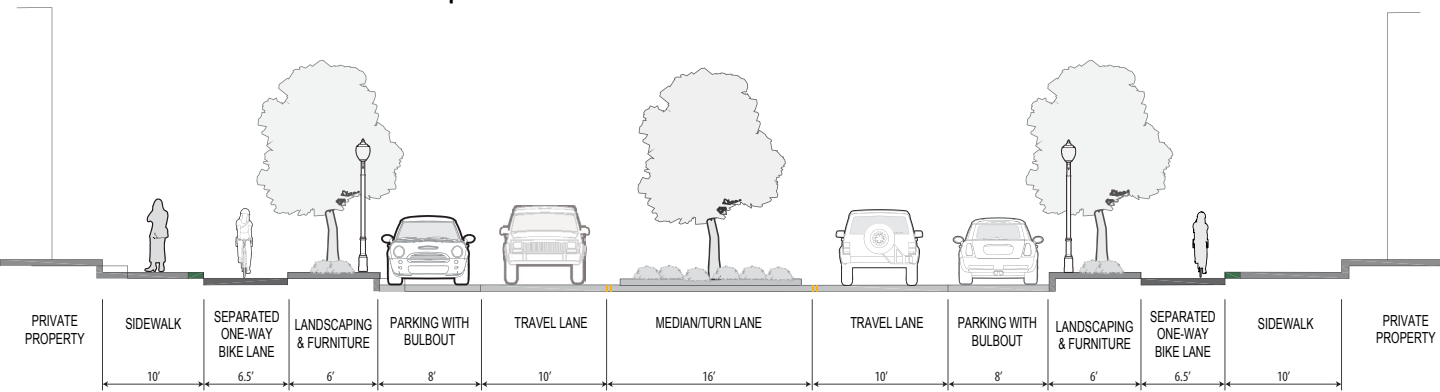 PRIVATE
PROPERTY
SIDEWALK
SEPARATED
ONE-WAY
BIKE LANE
LANDSCAPING
& FURNITURE
PARKING WITH
BULBOUT
TRAVEL LANE
MEDIAN/TURN LANE
TRAVEL LANE
PARKING WITH
BULBOUT
LANDSCAPING
& FURNITURE
SEPARATED
ONE-WAY
BIKE LANE
SIDEWALK
PRIVATE
PROPERTY
10’ 6.5’ 6’ 8’ 10’ 16’ 10’ 8’ 6’ 6.5’ 10’